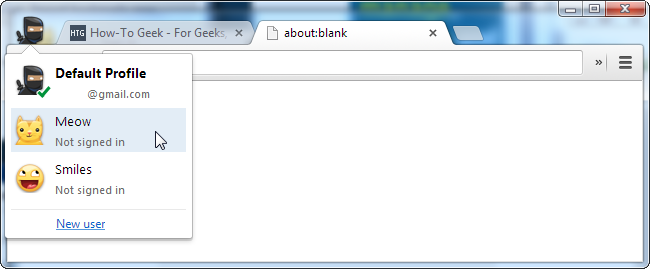 HTG How-To Geek - For Geeks, about:blank
Default Profile
@gmail.com
Meow
Not signed in
Smiles
Not signed in
New user